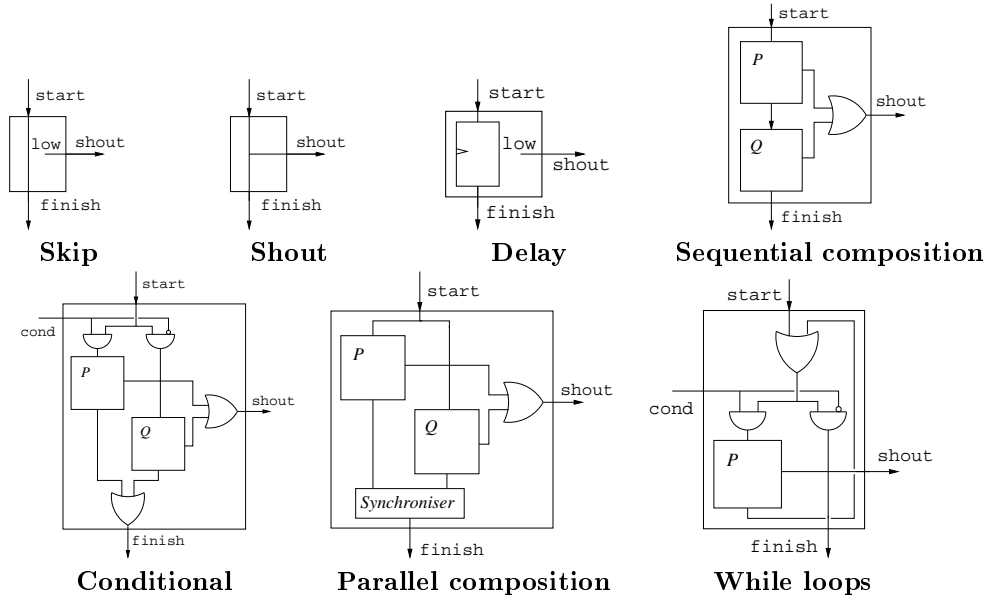 start
low
shout
finish
Skip
start
shout
finish
Shout
start
low
shout
finish
Delay
start
P
Q
shout
finish
Sequential composition
start
cond
P
Q
shout
finish
Conditional
start
P
Q
shout
Synchroniser
finish
Parallel composition
start
cond
P
shout
finish
While loops